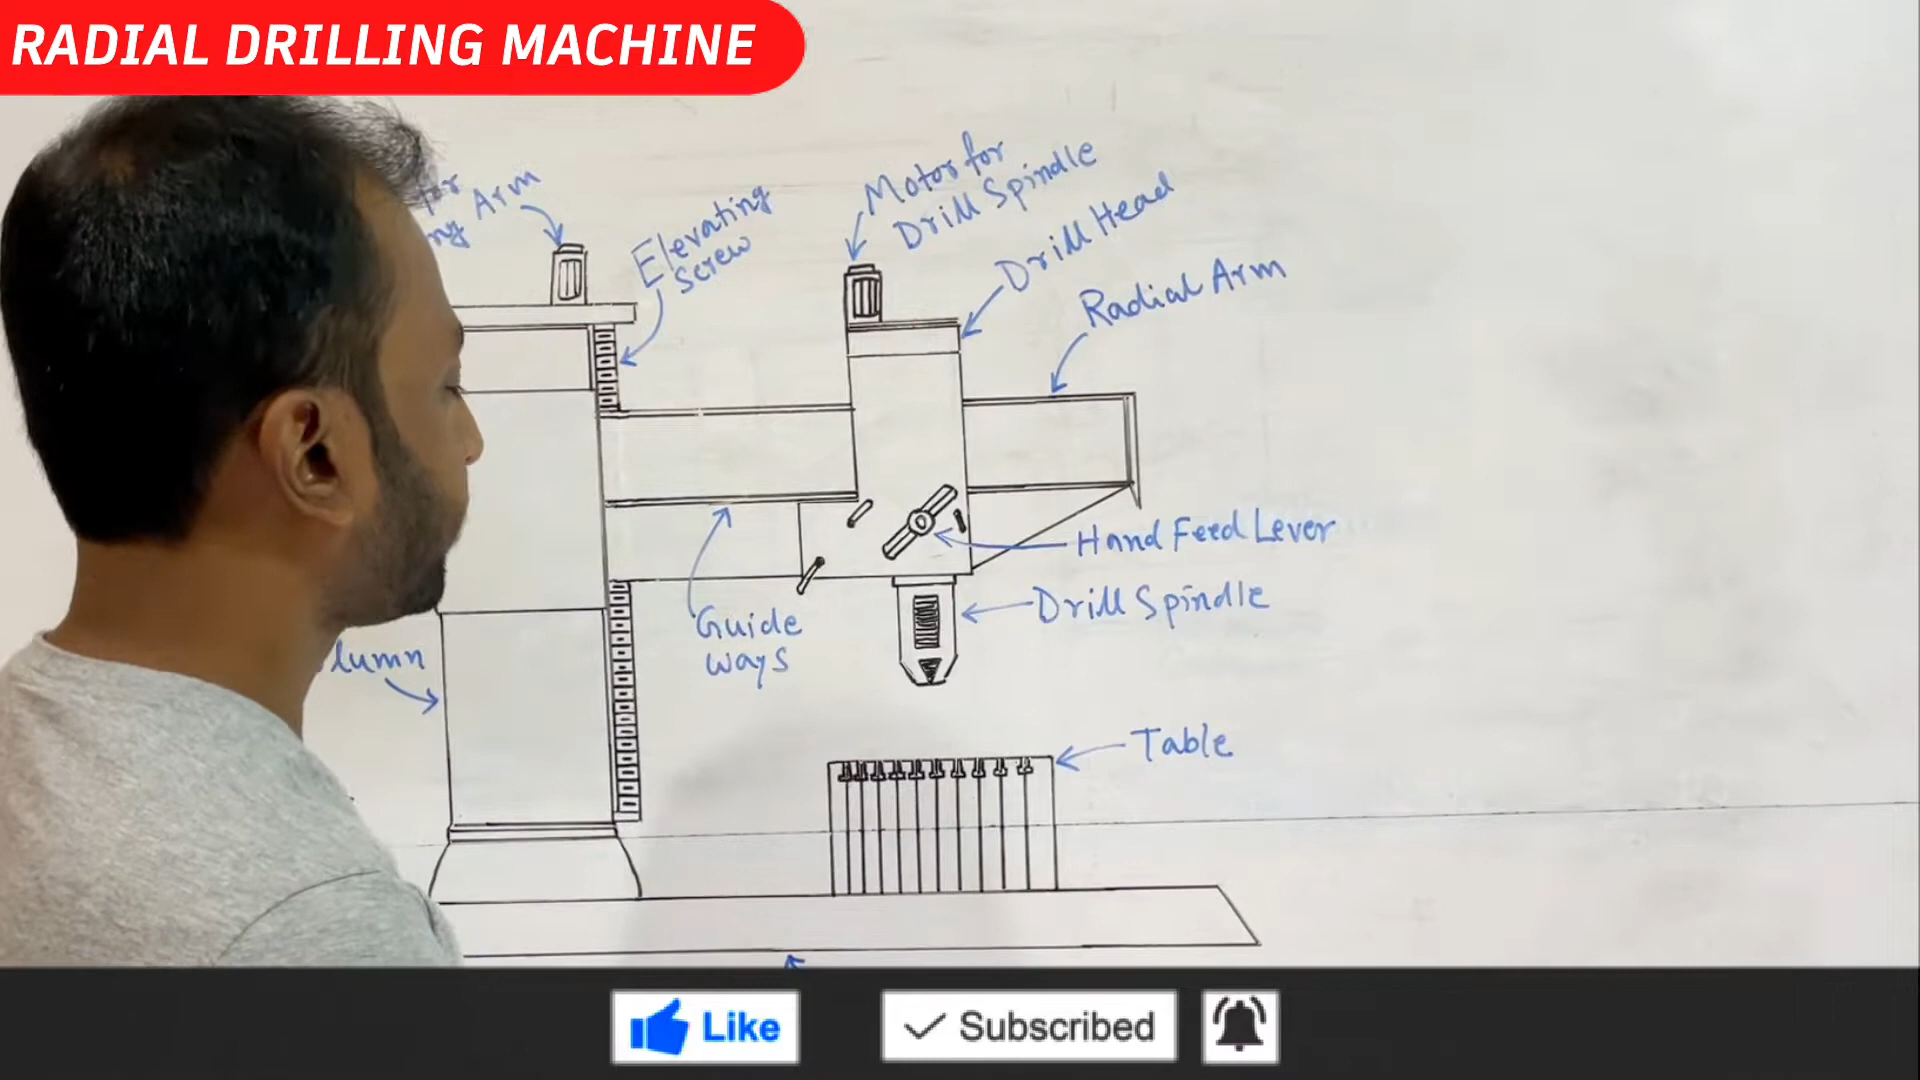 RADIAL DRILLING MACHINE
Arm
Elevating
Screw
Motor for
Drill Spindle
Drill Head
Radial Arm
Hand Feed Lever
Drill Spindle
Guide
ways
lumn
Table
Like
Subscribed